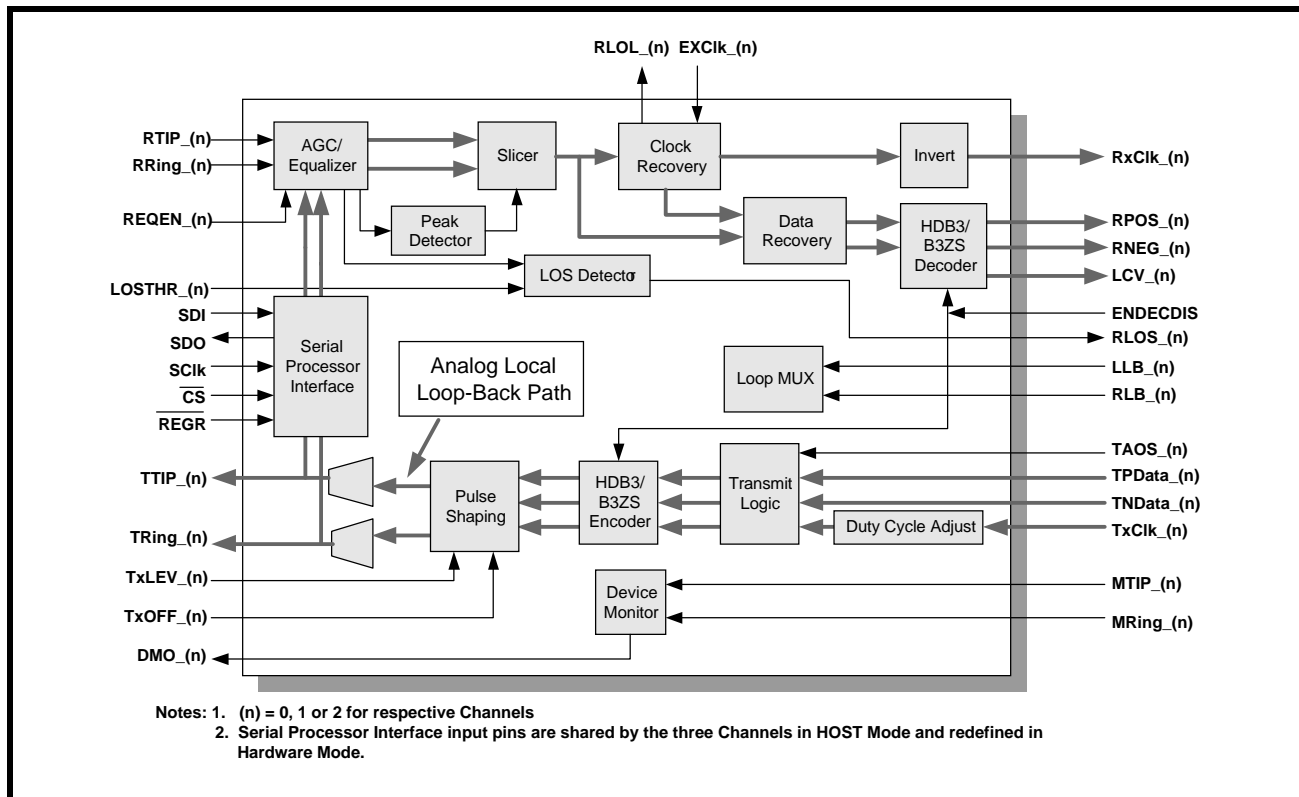 RLOL_(n) EXClk_(n)
RTIP_(n)
RRing_(n)
REQEN_(n)
LOSTHR_(n)
SDI
SDO
SClk
CS
REGR
TTIP_(n)
TRing_(n)
TxLEV_(n)
TxOFF_(n)
DMO_(n)
AGC/
Equalizer
Slicer
Clock
Recovery
Invert
Peak
Detector
Data
Recovery
HDB3/
B3ZS
Decoder
LOS Detector
Serial
Processor
Interface
Analog Local
Loop-Back Path
Loop MUX
Pulse
Shaping
HDB3/
B3ZS
Encoder
Transmit
Logic
Duty Cycle Adjust
Device
Monitor
RxClk_(n)
RPOS_(n)
RNEG_(n)
LCV_(n)
ENDECDIS
RLOS_(n)
LLB_(n)
RLB_(n)
TAOS_(n)
TPData_(n)
TNData_(n)
TxClk_(n)
MTIP_(n)
MRing_(n)
Notes: 1. (n) = 0, 1 or 2 for respective Channels
2. Serial Processor Interface input pins are shared by the three Channels in HOST Mode and redefined in
Hardware Mode.